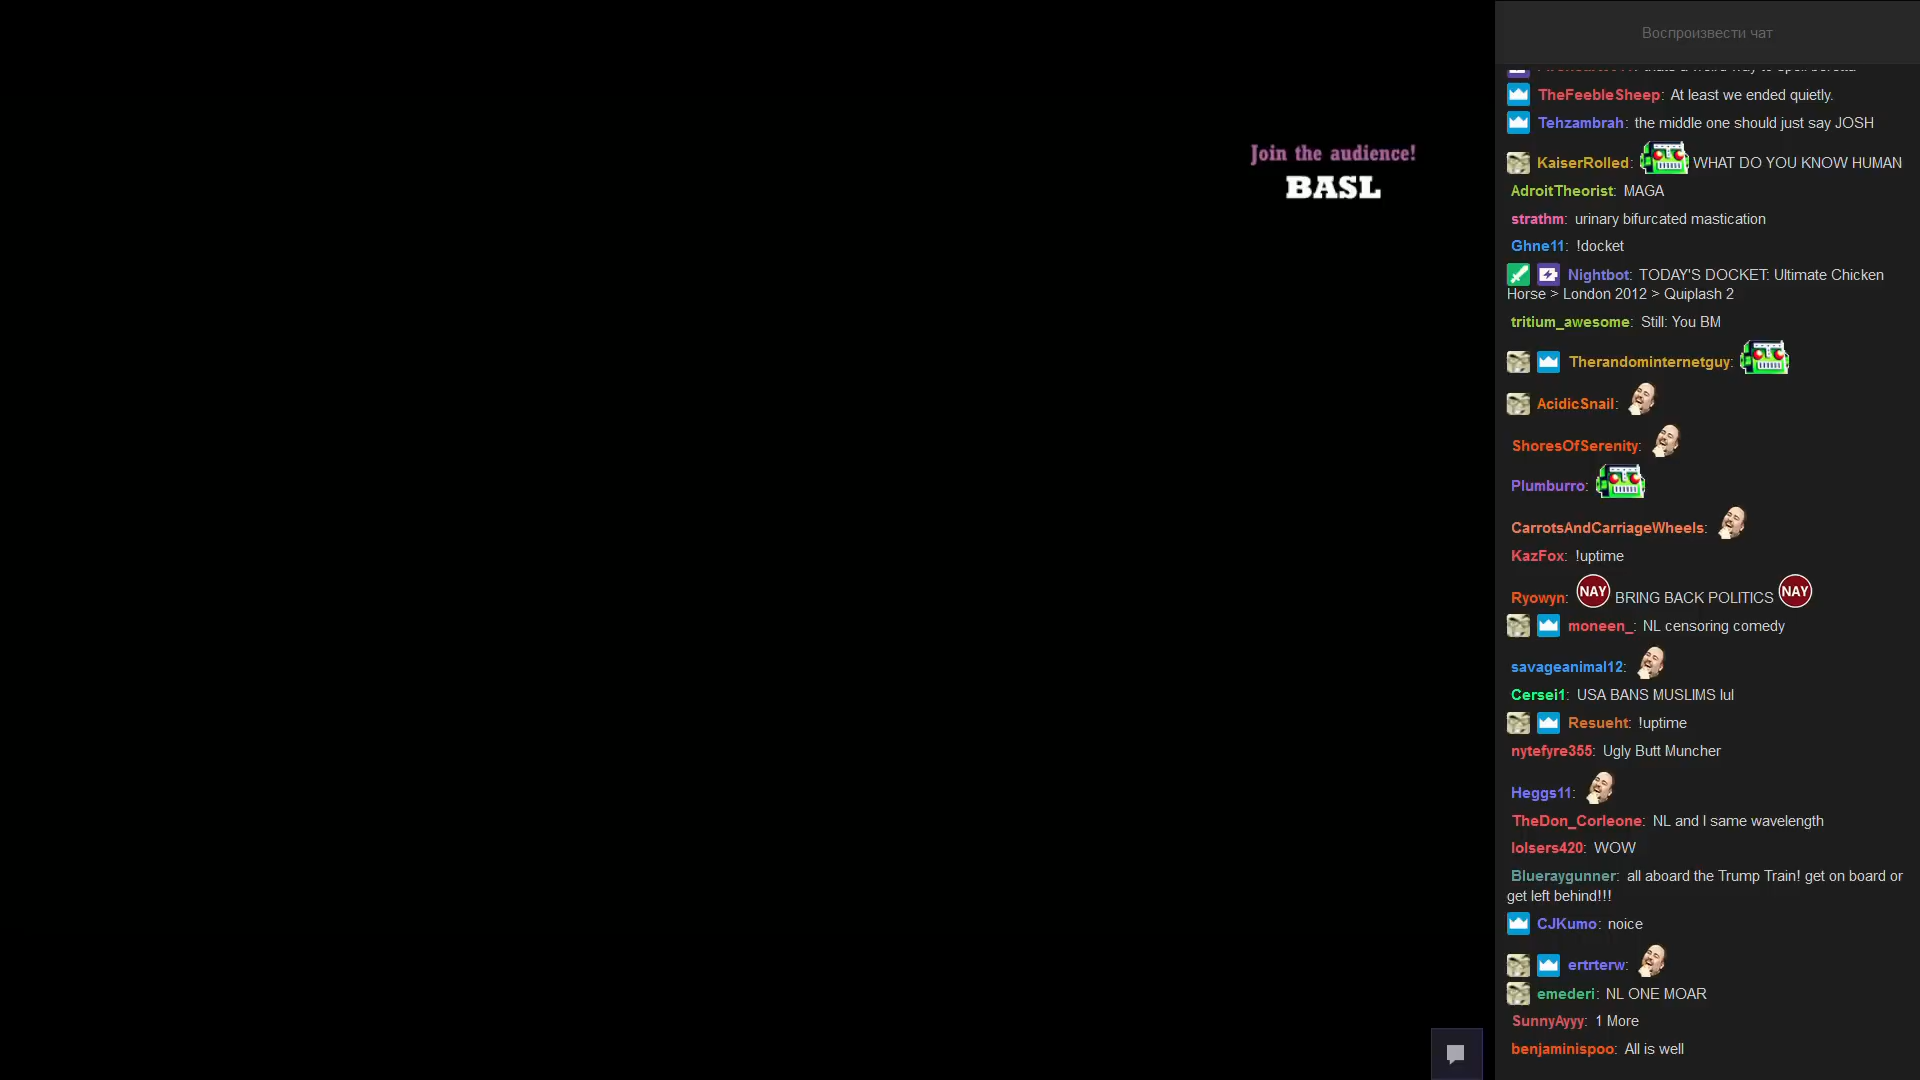 Воспроизвести чат
Join the audience!
BASL
TheFeebleSheep: At least we ended quietly.
Tehzambrah: the middle one should just say JOSH
KaiserRolled: WHAT DO YOU KNOW HUMAN
AdroitTheorist: MAGA
strathm: urinary bifurcated mastication
Ghne11: !docket
Nightbot: TODAY'S DOCKET: Ultimate Chicken
Horse > London 2012 > Quiplash 2
tritium_awesome: Still: You BM
Therandominternetguy:
AcidicSnail:
ShoresOfSerenity:
Plumburro:
CarrotsAndCarriageWheels:
KazFox: !uptime
Ryowyn: NAY BRING BACK POLITICS NAY
moneen_: NL censoring comedy
savageanimal12:
Cersei1: USA BANS MUSLIMS lul
Resueht: !uptime
nytefyre355: Ugly Butt Muncher
Heggs11:
TheDon_Corleone: NL and I same wavelength
lolsers420: WOW
Blueraygunner: all aboard the Trump Train! get on board or
get left behind!!!
CJKumo: noice
ertrterw:
emederi: NL ONE MOAR
SunnyAyyy: 1 More
benjaminispoo: All is well